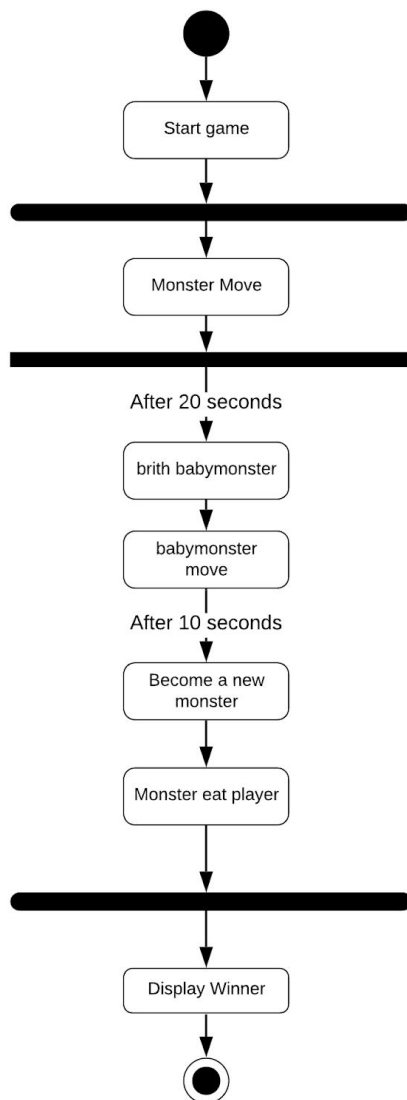 Start game
Monster Move
After 20 seconds
brith babymonster
babymonster
move
After 10 seconds
Become a new
monster
Monster eat player
Display Winner